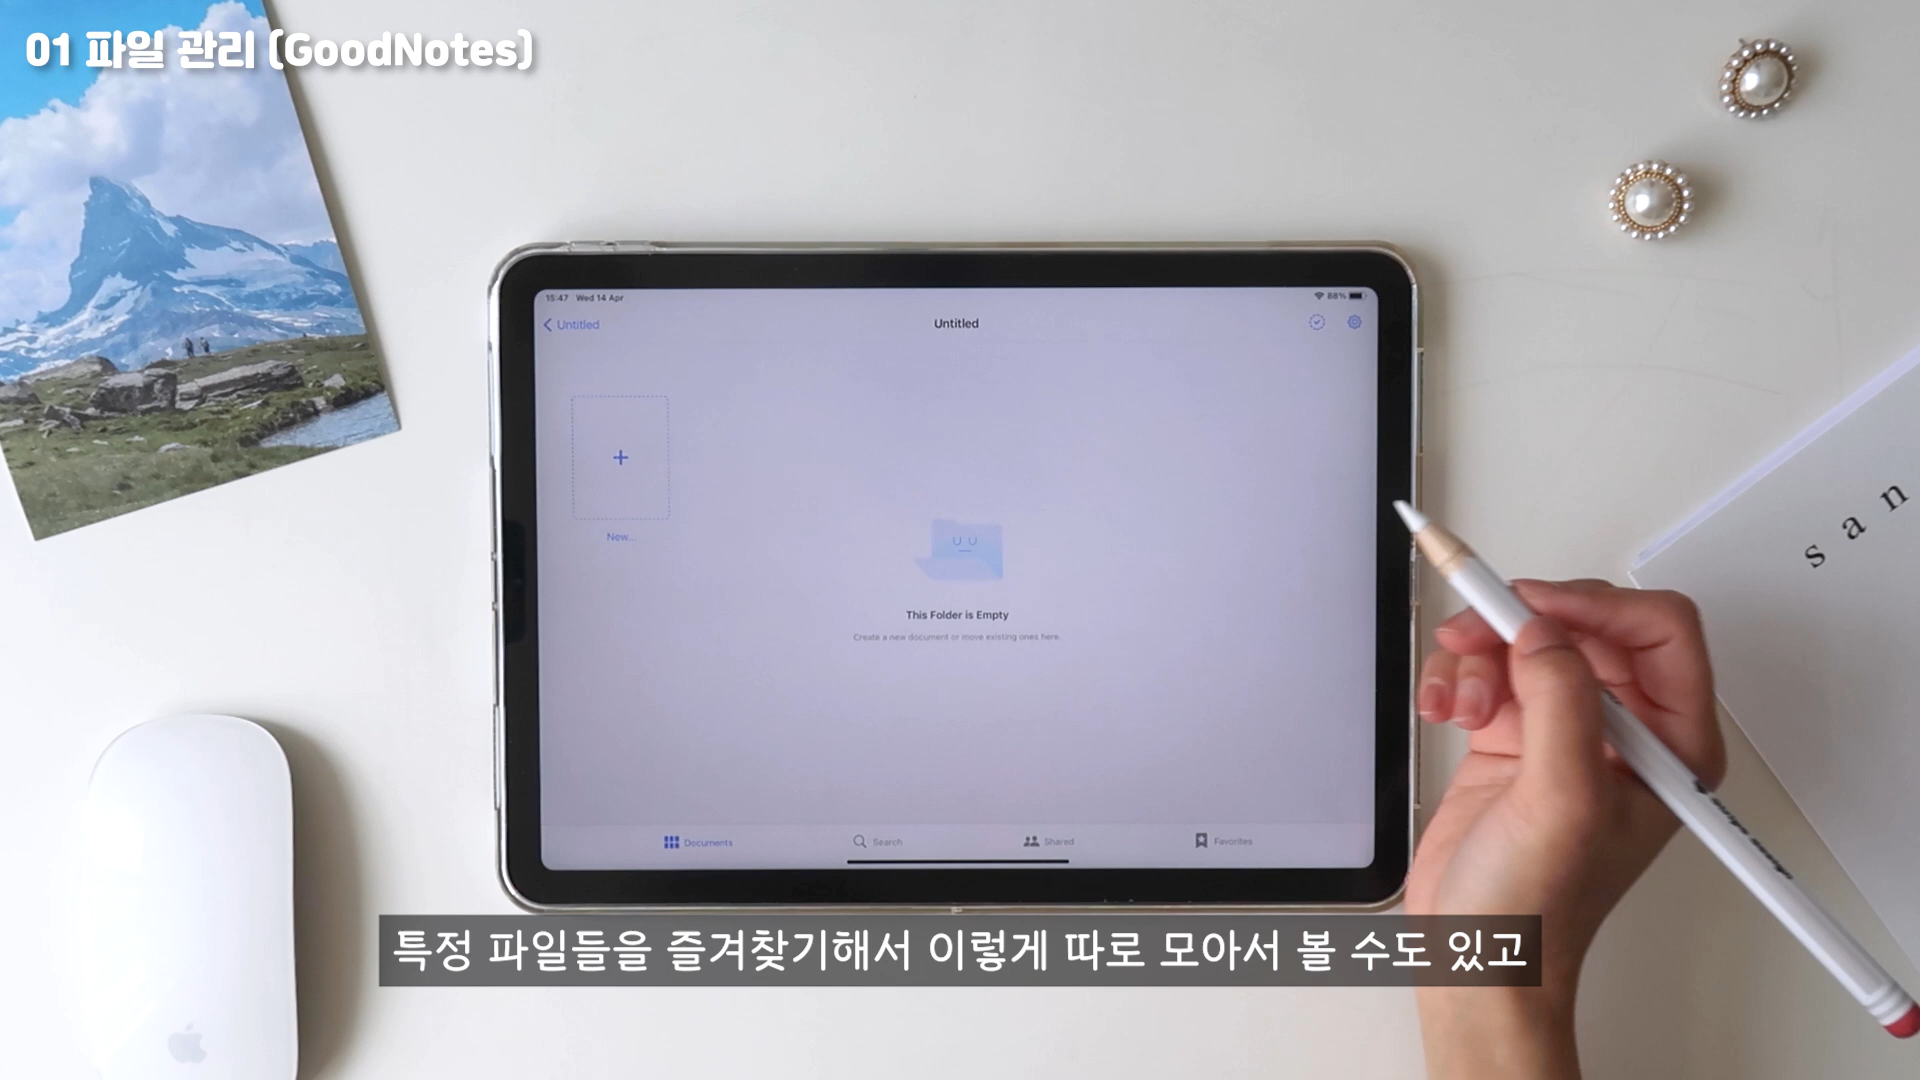 01 파일 관리 (GoodNotes)
15:47 Wed 14 Apr
88%
Untitled
Untitled
New...
This Folder is Empty
Create a new document or move existing ones here.
Documents
Search
Shared
Favorites
san
특정 파일들을 즐겨찾기해서 이렇게 따로 모아서 볼 수도 있고